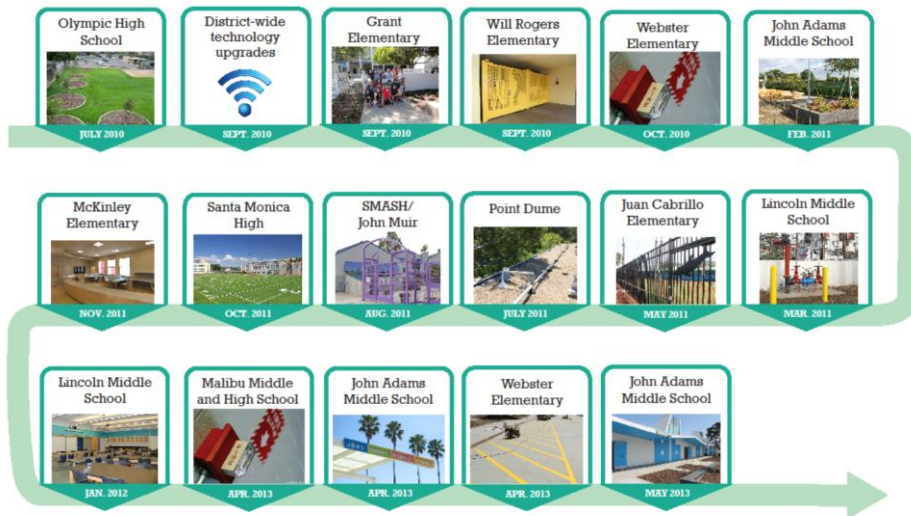 Olympic High
School
JULY 2010
District-wide
technology
upgrades
SEPT. 2010
Grant
Elementary
SEPT. 2010
Will Rogers
Elementary
SEPT. 2010
Webster
Elementary
OCT. 2010
John Adams
Middle School
FEB. 2011
McKinley
Elementary
NOV. 2011
Santa Monica
High
OCT. 2011
SMASH/
John Muir
AUG. 2011
Point Dume
JULY 2011
Juan Cabrillo
Elementary
MAY 2011
Lincoln Middle
School
MAR. 2011
Lincoln Middle
School
JAN. 2012
Malibu Middle
and High School
APR. 2013
John Adams
Middle School
APR. 2013
Webster
Elementary
APR. 2013
John Adams
Middle School
MAY 2013